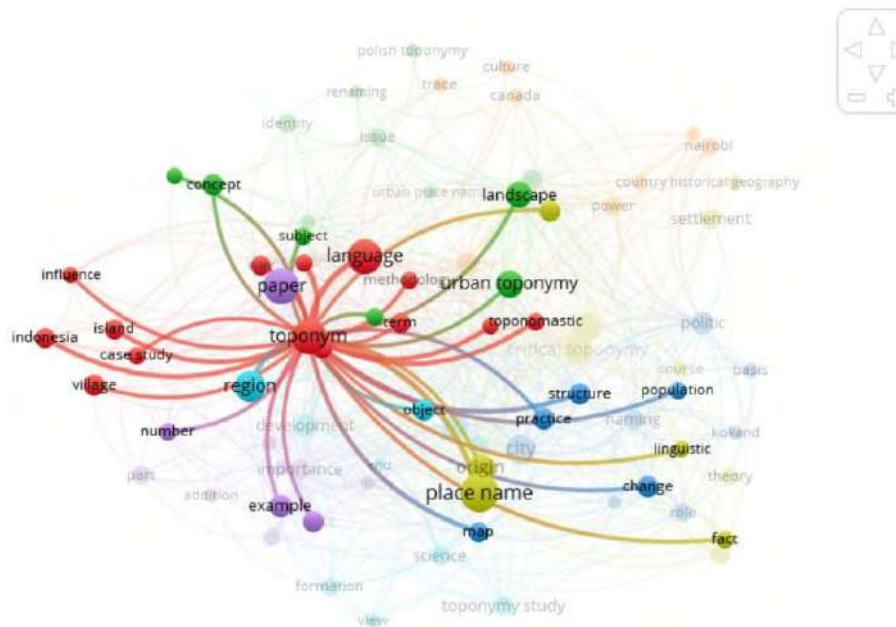 polish toponymy
culture
trace
renaming
canada
identity
issue
nairobi
concept
urban place name
landscape
country
historical geography
power
settlement
subject
language
influence
methodology
paper
urban toponymy
indonesia
island
toponym
term
toponomastic
politic
case study
critical toponymy
course
basis
village
region
object
structure
population
practice
number
development
city
naming
kokand
linguistic
origin
part
importance
and
theory
addition
place name
change
example
role
map
fact
science
formation
view
toponymy study